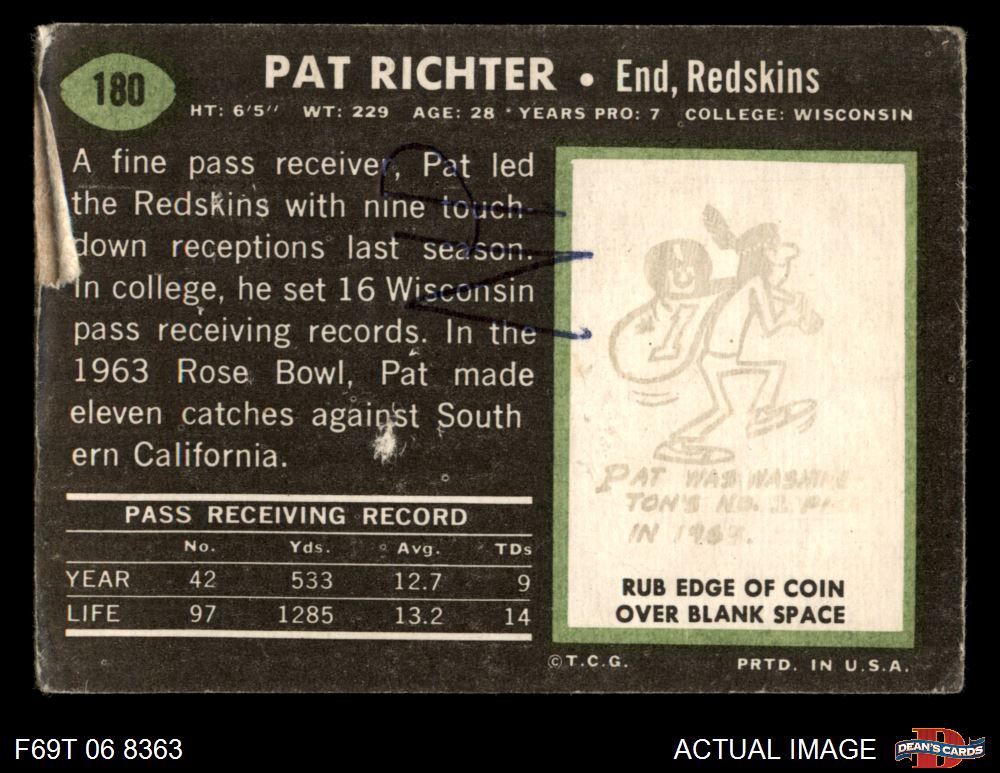 180
PAT RICHTER • End, Redskins
HT: 6'5" WT: 229 AGE: 28 • YEARS PRO: 7 COLLEGE: WISCONSIN
A fine pass receiver, Pat led
the Redskins with nine touch-
down receptions last season.
In college, he set 16 Wisconsin
pass receiving records. In the
1963 Rose Bowl, Pat made
eleven catches against South
ern California.
PASS RECEIVING RECORD
No. Yds. Avg. TDs
YEAR 42 533 12.7 9
LIFE 97 1285 13.2 14
PAT WAS WASHING
TON'S NO. 1
IN 196
RUB EDGE OF COIN
OVER BLANK SPACE
©T.C.G. PRTD. IN U.S.A.
F69T 06 8363
ACTUAL IMAGE
DEAN'S CARDS